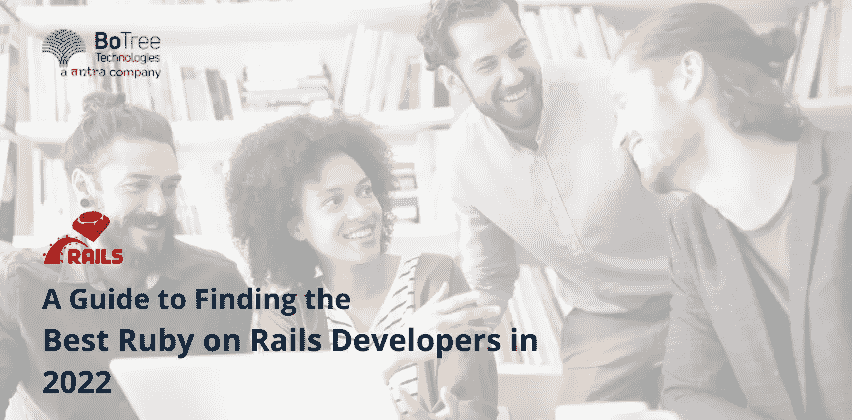 BoTree
Technologies
a antra company
RAILS
A Guide to Finding the
Best Ruby on Rails Developers in
2022